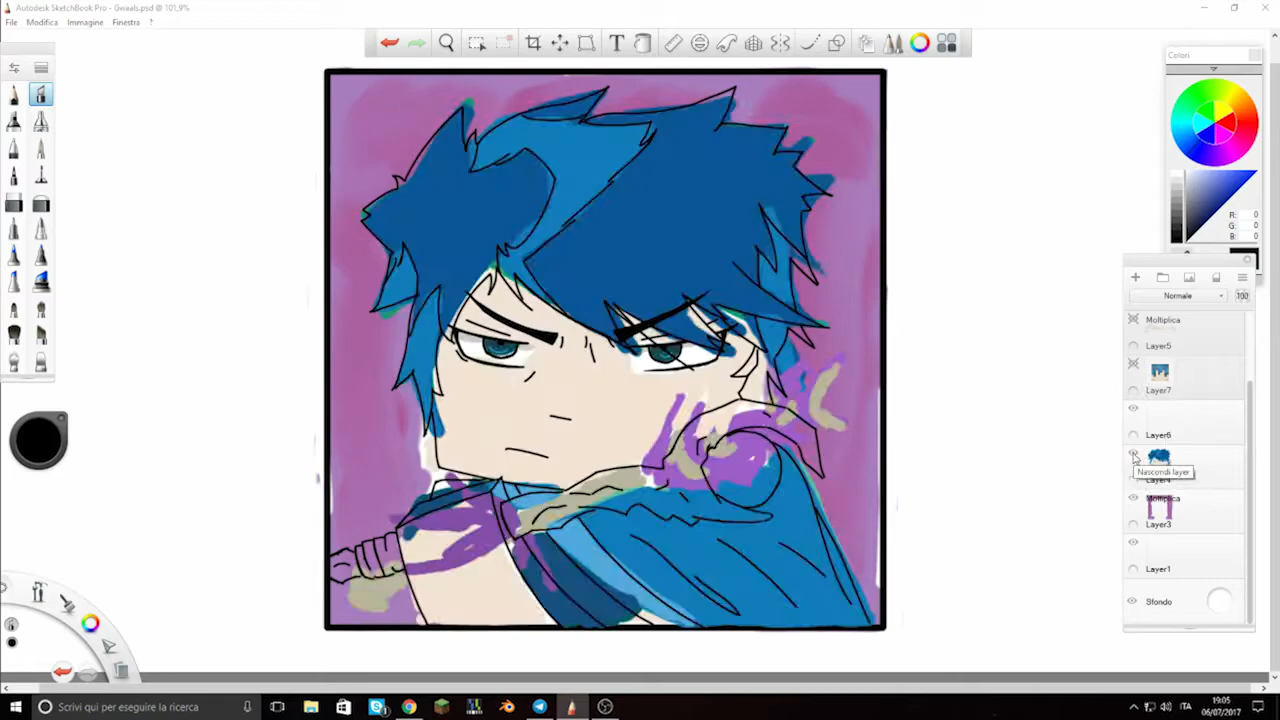 Autodesk SketchBook Pro - Gwaals.psd @ 101,9%
File Modifica Immagine Finestra ?
Colori
R: 0
G: 0
B: 0
Normale 100
Moltiplica
Layer5
Layer7
Layer6
Nascondi layer
Layer4
Moltiplica
Layer3
Layer1
Sfondo
Scrivi qui per eseguire la ricerca
ITA
19:05
06/07/2017